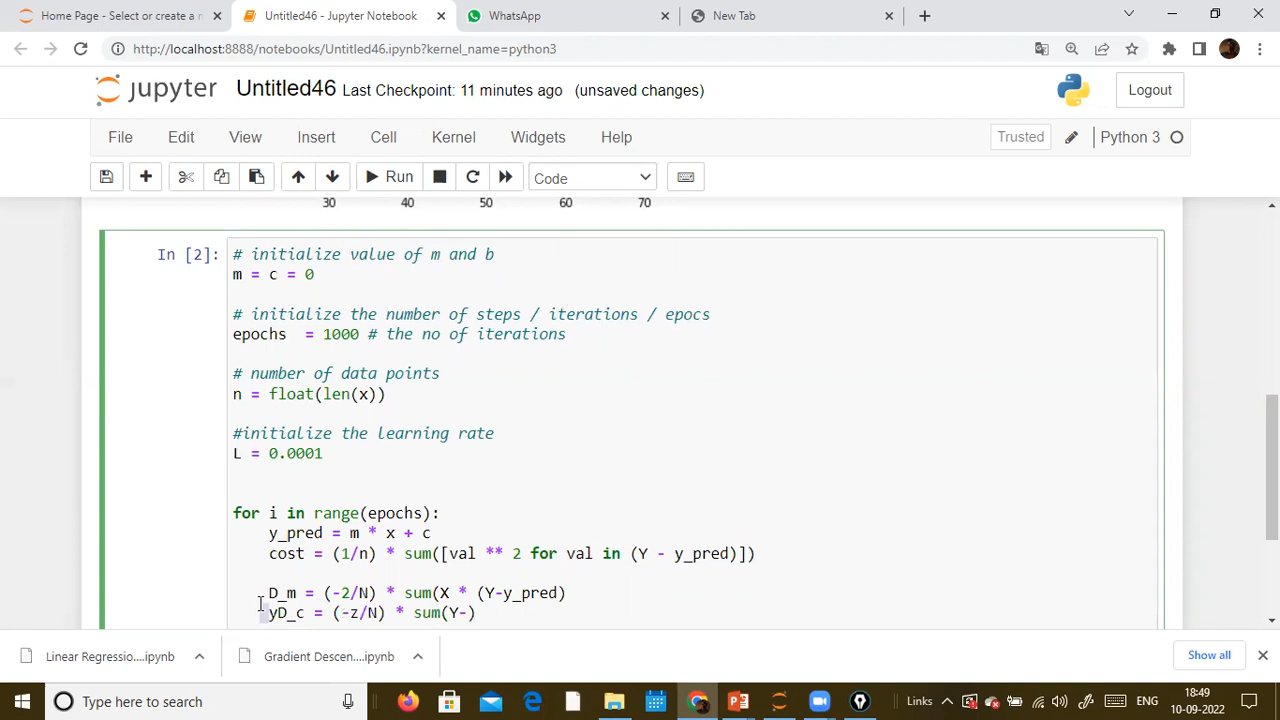 Home Page - Select or create a n
Untitled46 - Jupyter Notebook
WhatsApp
New Tab
http://localhost:8888/notebooks/Untitled46.ipynb?kernel_name=python3
jupyter Untitled46 Last Checkpoint: 11 minutes ago (unsaved changes)
Logout
File Edit View Insert Cell Kernel Widgets Help
Trusted Python 3
Run Code
30 40 50 60 70
In [2]: # initialize value of m and b
m = c = 0
# initialize the number of steps / iterations / epocs
epochs  = 1000 # the no of iterations
# number of data points
n = float(len(x))
#initialize the learning rate
L = 0.0001
for i in range(epochs):
y_pred = m * x + c
cost = (1/n) * sum([val ** 2 for val in (Y - y_pred)])
D_m = (-2/N) * sum(X * (Y-y_pred)
yD_c = (-z/N) * sum(Y-)
Linear Regressio....ipynb
Gradient Descen....ipynb
Show all
Type here to search
Links
ENG
18:49
10-09-2022